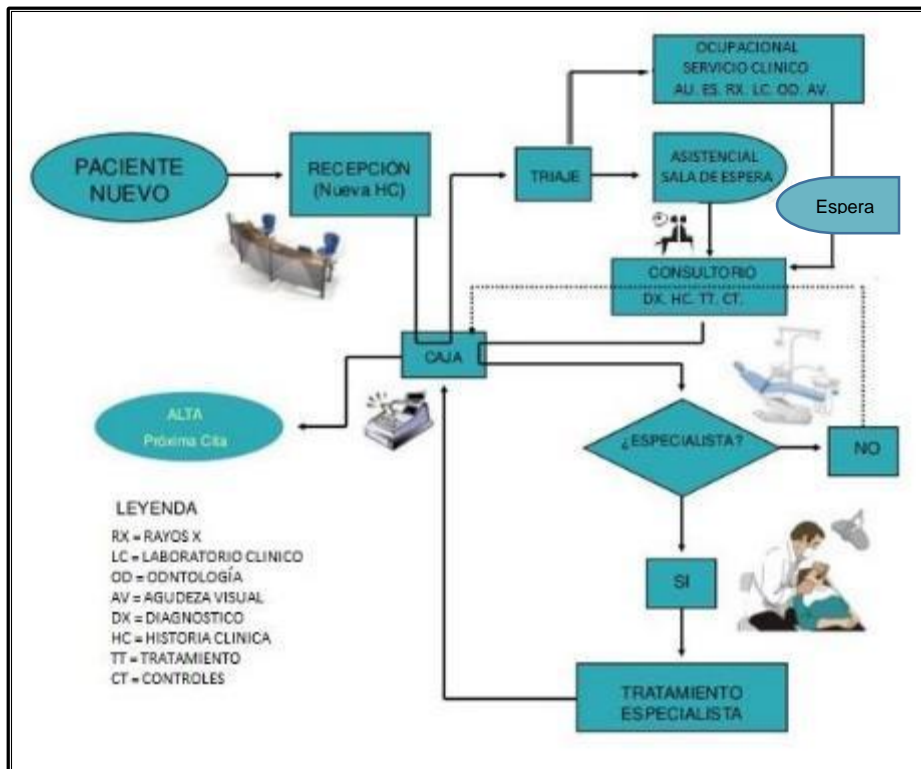 PACIENTE
NUEVO
RECEPCIÓN
(Nueva HC)
TRIAJE
OCUPACIONAL
SERVICIO CLINICO
AU. ES. RX. LC. OD. AV.
ASISTENCIAL
SALA DE ESPERA
Espera
CONSULTORIO
DX. HC. TT. CT.
CAJA
ALTA
Próxima Cita
¿ESPECIALISTA?
NO
SI
TRATAMIENTO
ESPECIALISTA
LEYENDA
RX = RAYOS X
LC = LABORATORIO CLINICO
OD = ODONTOLOGÍA
AV = AGUDEZA VISUAL
DX = DIAGNOSTICO
HC = HISTORIA CLINICA
TT = TRATAMIENTO
CT = CONTROLES